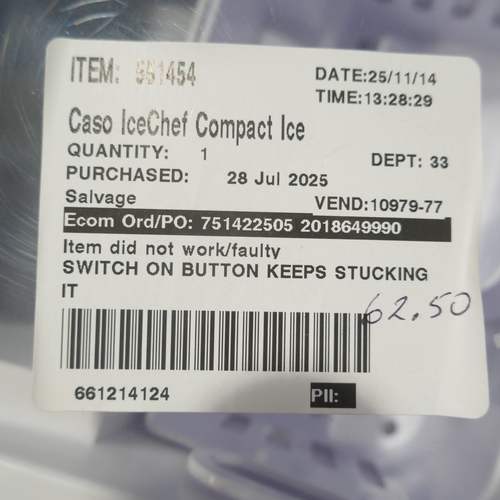 ITEM: 551454
DATE:25/11/14
TIME:13:28:29
Caso IceChef Compact Ice
QUANTITY: 1
DEPT: 33
PURCHASED: 28 Jul 2025
Salvage
VEND:10979-77
Ecom Ord/PO: 751422505 2018649990
Item did not work/faulty
SWITCH ON BUTTON KEEPS STUCKING
IT
62.50
661214124
PII: